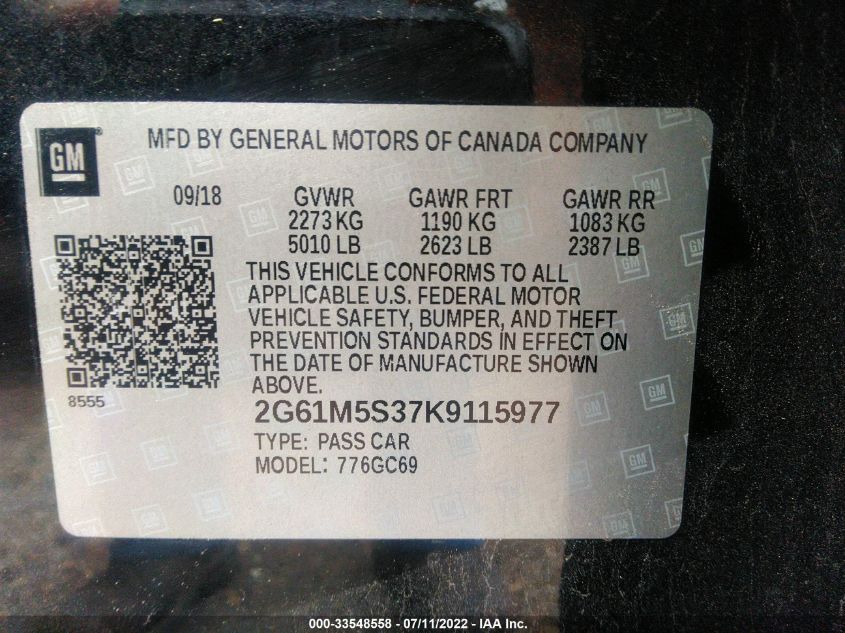 GM
MFD BY GENERAL MOTORS OF CANADA COMPANY
09/18 GVWR GAWR FRT GAWR RR
2273 KG 1190 KG 1083 KG
5010 LB 2623 LB 2387 LB
THIS VEHICLE CONFORMS TO ALL
APPLICABLE U.S. FEDERAL MOTOR
VEHICLE SAFETY, BUMPER, AND THEFT
PREVENTION STANDARDS IN EFFECT ON
THE DATE OF MANUFACTURE SHOWN
ABOVE.
8555
2G61M5S37K9115977
TYPE: PASS CAR
MODEL: 776GC69
000-33548558 - 07/11/2022 - IAA Inc.